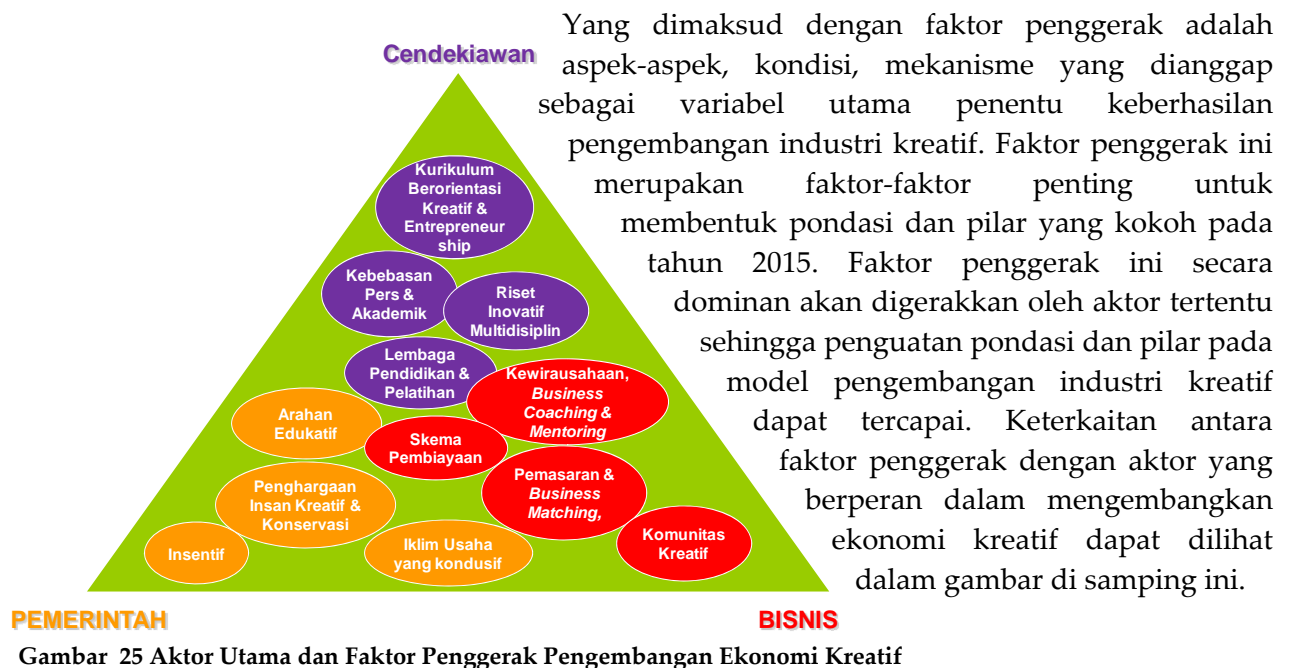 Yang dimaksud dengan faktor penggerak adalah
aspek-aspek, kondisi, mekanisme yang dianggap
sebagai variabel utama penentu keberhasilan
pengembangan industri kreatif. Faktor penggerak ini
merupakan faktor-faktor penting untuk
membentuk pondasi dan pilar yang kokoh pada
tahun 2015. Faktor penggerak ini secara
dominan akan digerakkan oleh aktor tertentu
sehingga penguatan pondasi dan pilar pada
model pengembangan industri kreatif
dapat tercapai. Keterkaitan antara
faktor penggerak dengan aktor yang
berperan dalam mengembangkan
ekonomi kreatif dapat dilihat
dalam gambar di samping ini.
Cendekiawan
Kurikulum
Berorientasi
Kreatif &
Entrepreneur
ship
Kebebasan
Pers &
Akademik
Riset
Inovatif
Multidisiplin
Lembaga
Pendidikan &
Pelatihan
Kewirausahaan,
Business
Coaching &
Mentoring
Arahan
Edukatif
Skema
Pembiayaan
Penghargaan
Insan Kreatif &
Konservasi
Pemasaran &
Business
Matching,
Insentif
Iklim Usaha
yang kondusif
Komunitas
Kreatif
PEMERINTAH
BISNIS
Gambar 25 Aktor Utama dan Faktor Penggerak Pengembangan Ekonomi Kreatif